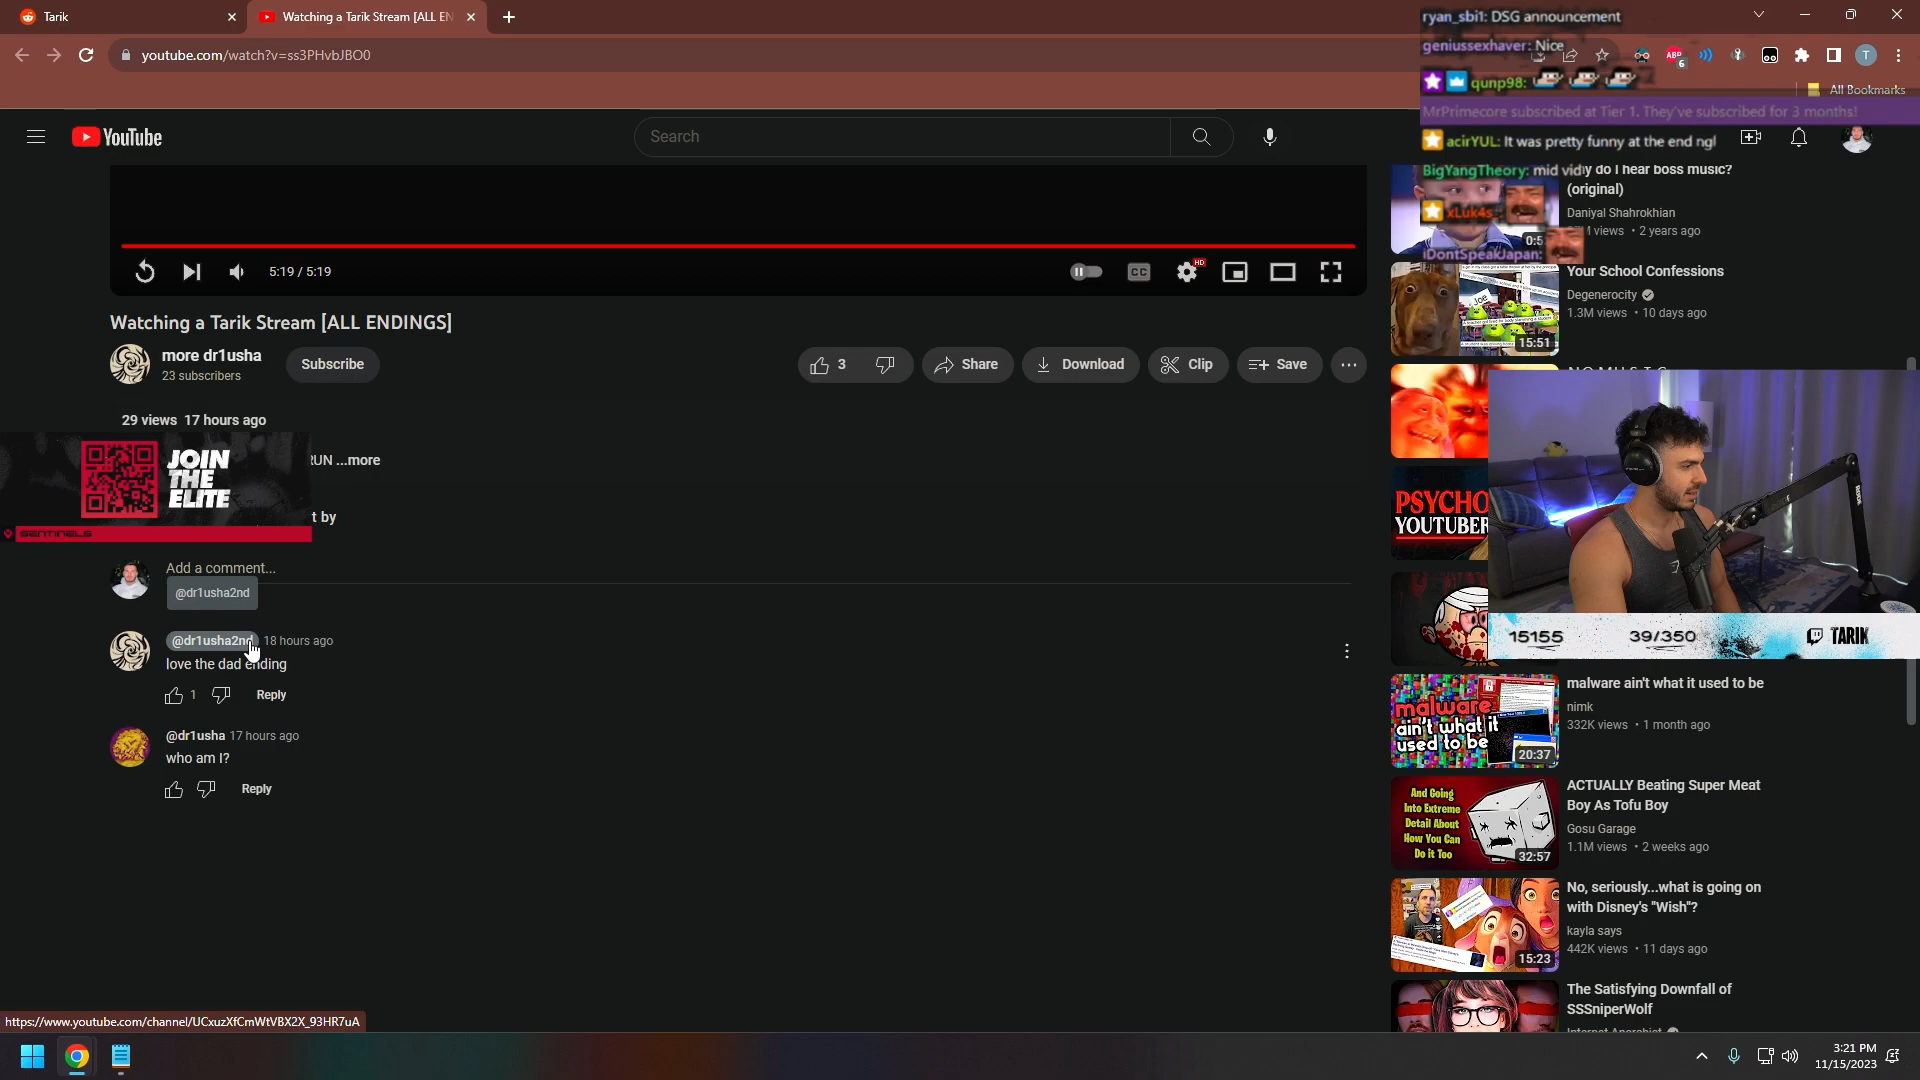 Tarik
Watching a Tarik Stream [ALL EN
youtube.com/watch?v=ss3PHvbJBO0
ryan_sbi1: DSG announcement
geniussexhaver: Nice
ABP
6
T
qunp98:
All Bookmarks
MrPrimecore subscribed at Tier 1. They've subscribed for 3 months!
acirYUL: It was pretty funny at the end ngl
BigYangTheory: mid vid
xLuk4s
iDontSpeakJapan:
YouTube
Search
5:19 / 5:19
CC
HD
Watching a Tarik Stream [ALL ENDINGS]
more dr1usha
23 subscribers
Subscribe
3
Share
Download
Clip
Save
29 views 17 hours ago
RUN ...more
JOIN
THE
ELITE
SENTINELS
t by
Add a comment...
@dr1usha2nd
@dr1usha2nd 18 hours ago
love the dad ending
1
Reply
@dr1usha 17 hours ago
who am I?
Reply
y do I hear boss music?
(original)
Daniyal Shahrokhian
views • 2 years ago
0:5
Your School Confessions
Degenerocity
1.3M views • 10 days ago
Joe
15:51
PSYCHO
YOUTUBER
15155
39/350
TARIK
malware ain't what it used to be
nimk
332K views • 1 month ago
malware
ain't what it
used to be
20:37
ACTUALLY Beating Super Meat
Boy As Tofu Boy
Gosu Garage
1.1M views • 2 weeks ago
And Going
Into Extreme
Detail About
How You Can
Do it Too
32:57
No, seriously...what is going on
with Disney's "Wish"?
kayla says
442K views • 11 days ago
15:23
The Satisfying Downfall of
SSSniperWolf
Internet Anarchist
https://www.youtube.com/channel/UCxuzXfCmWtVBX2X_93HR7uA
3:21 PM
11/15/2023